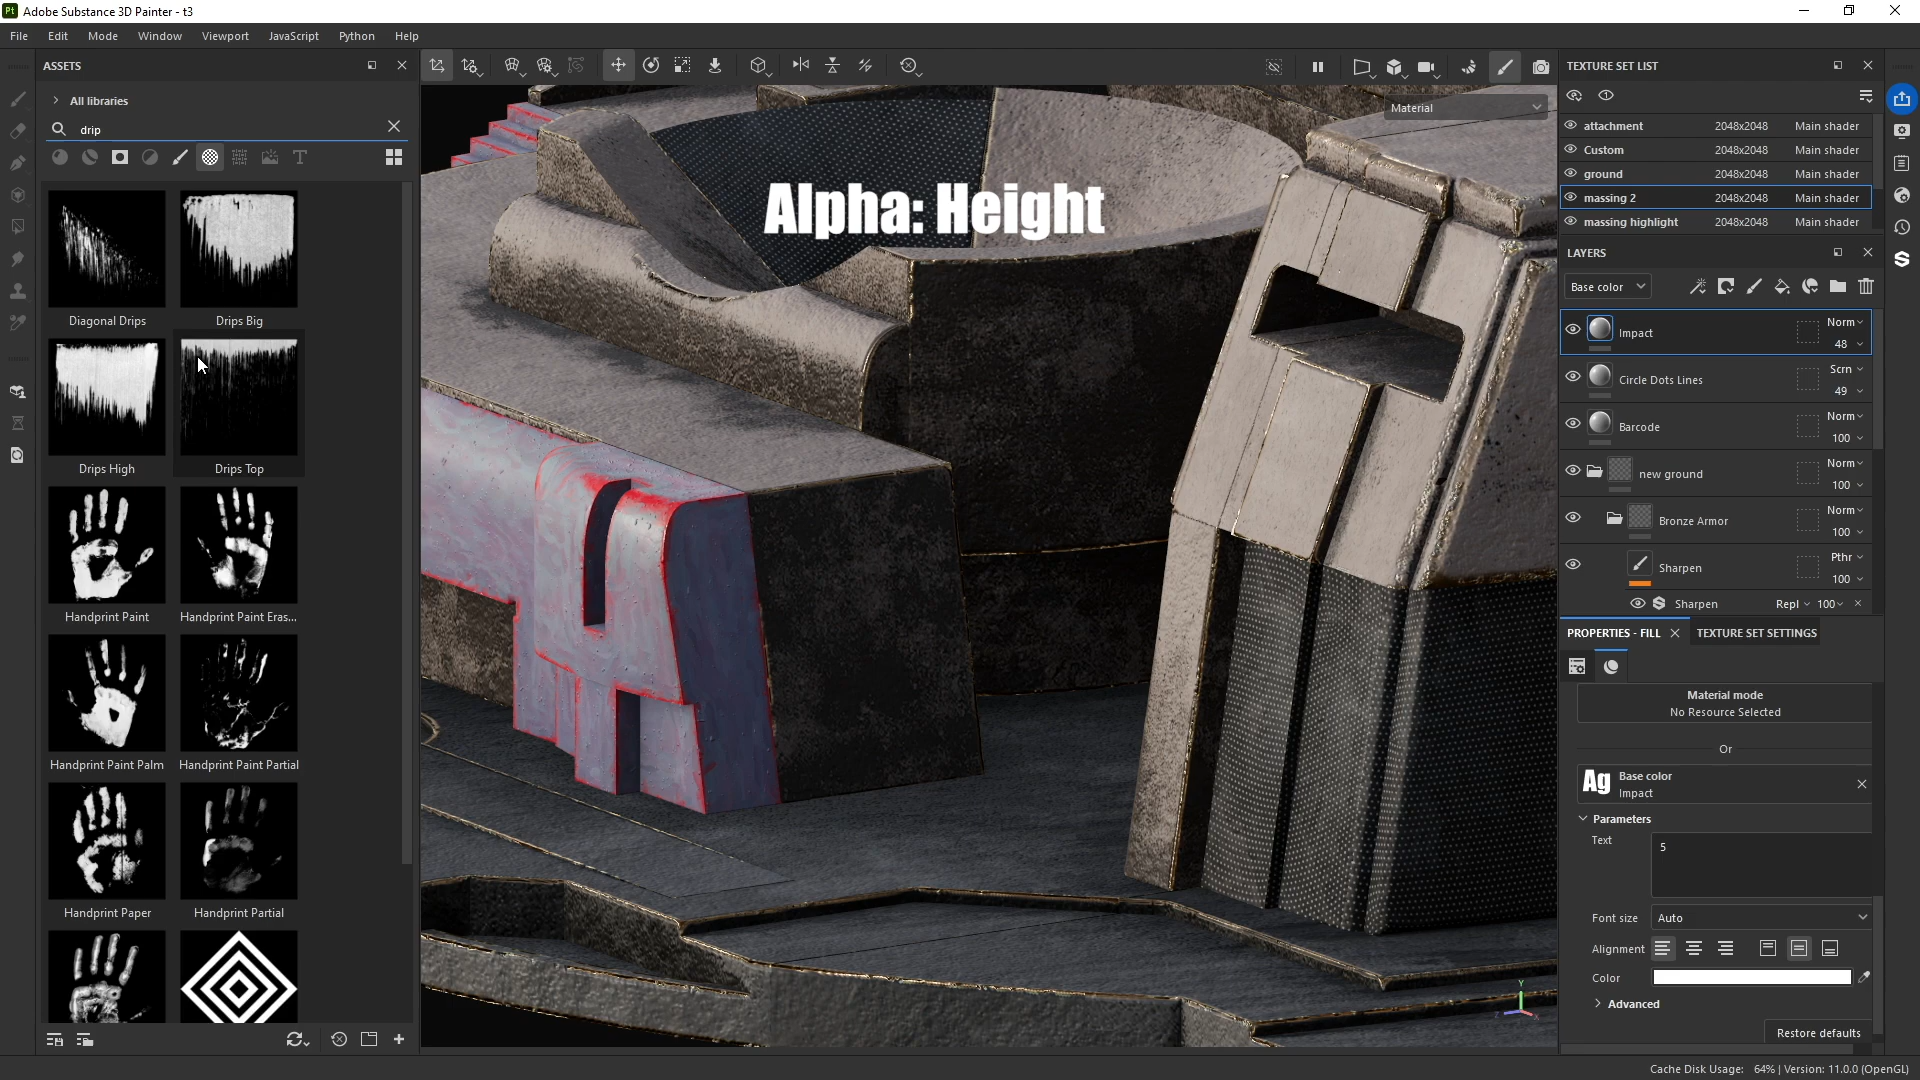 Pt Adobe Substance 3D Painter - t3
File Edit Mode Window Viewport JavaScript Python Help
ASSETS
All libraries
drip
Diagonal Drips Drips Big
Drips High Drips Top
Handprint Paint Handprint Paint Eras...
Handprint Paint Palm Handprint Paint Partial
Handprint Paper Handprint Partial
Material
Alpha: Height
Y
TEXTURE SET LIST
attachment 2048x2048 Main shader
Custom 2048x2048 Main shader
ground 2048x2048 Main shader
massing 2 2048x2048 Main shader
massing highlight 2048x2048 Main shader
LAYERS
Base color
Impact Norm 48
Circle Dots Lines Scrn 49
Barcode Norm 100
new ground Norm 100
Bronze Armor Norm 100
Sharpen Pthr 100
Sharpen Repl 100
PROPERTIES - FILL TEXTURE SET SETTINGS
Material mode
No Resource Selected
Or
Ag Base color
Impact
Parameters
Text 5
Font size Auto
Alignment
Color
Advanced
Restore defaults
Cache Disk Usage: 64% | Version: 11.0.0 (OpenGL)